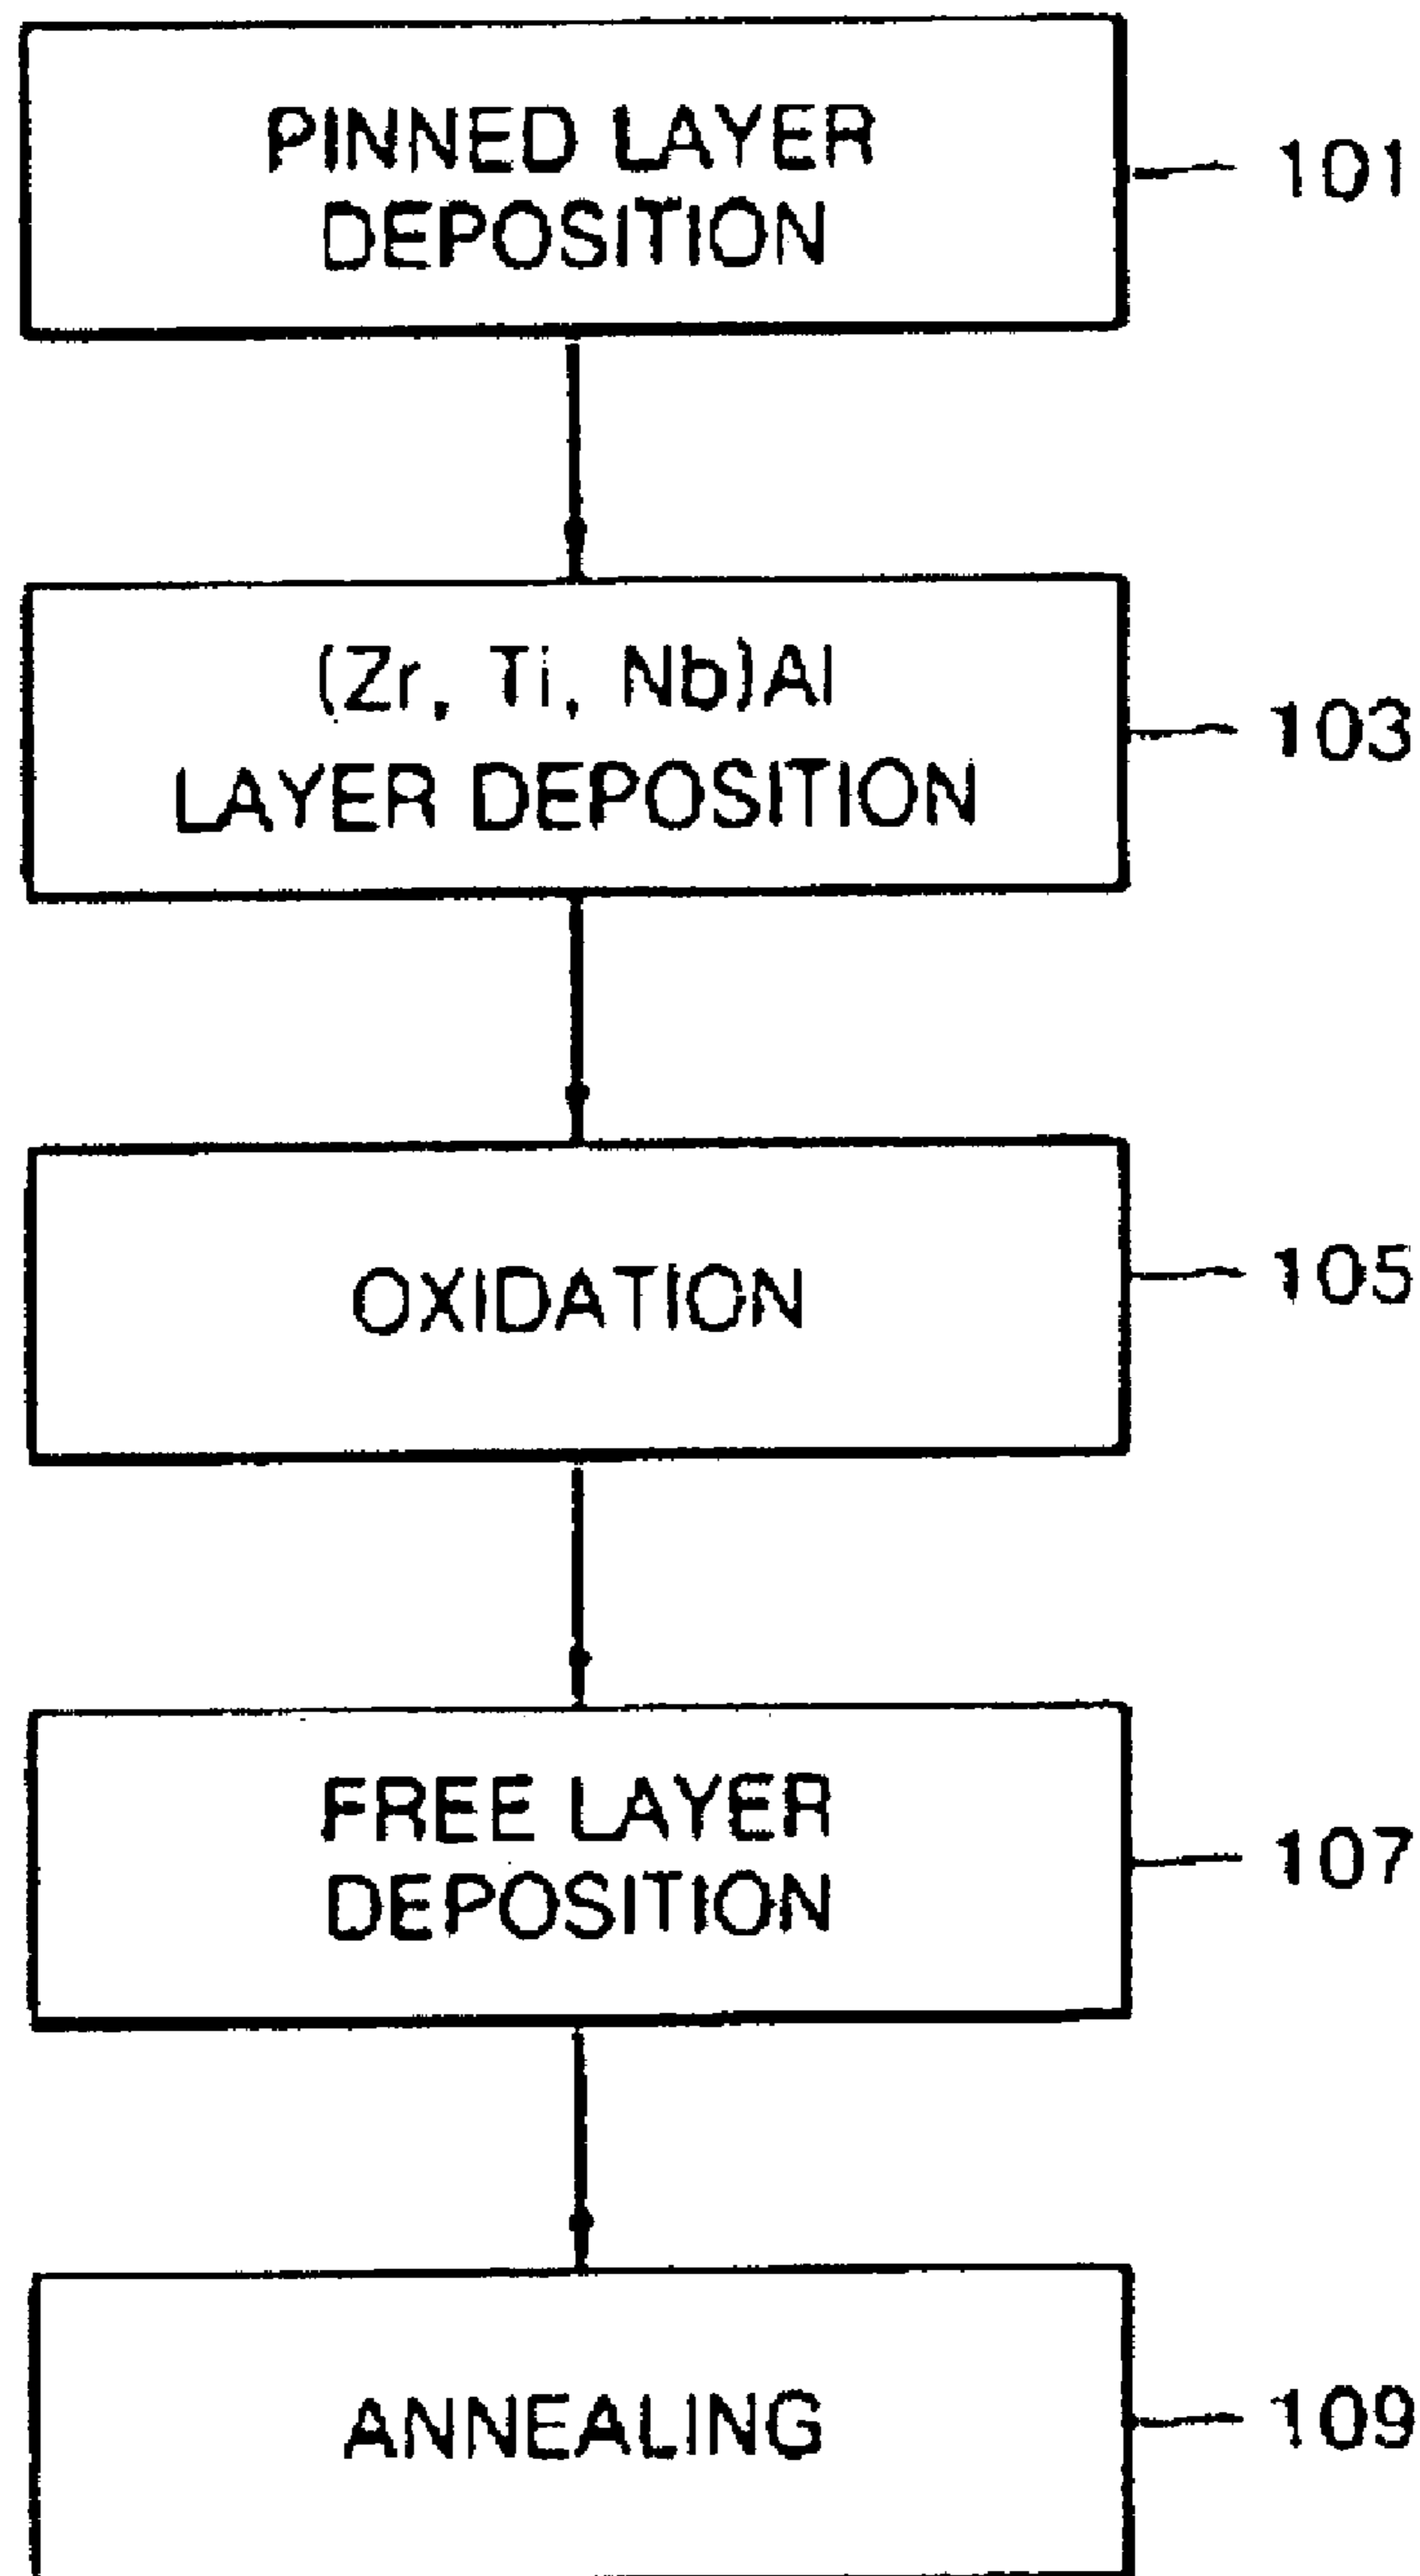 PINNED LAYER
DEPOSITION
101
(Zr, Ti, Nb)Al
LAYER DEPOSITION
103
OXIDATION
105
FREE LAYER
DEPOSITION
107
ANNEALING
109